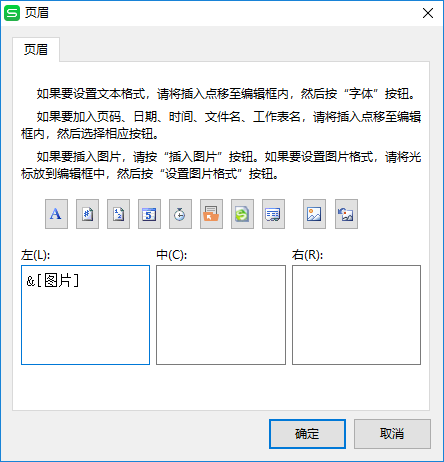 页眉
页眉
如果要设置文本格式，请将插入点移至编辑框内，然后按“字体”按钮。
如果要加入页码、日期、时间、文件名、工作表名，请将插入点移至编辑
框内，然后选择相应按钮。
如果要插入图片，请按“插入图片”按钮。如果要设置图片格式，请将光
标放到编辑框中，然后按“设置图片格式”按钮。
左(L):
中(C):
右(R):
&[图片]
确定
取消